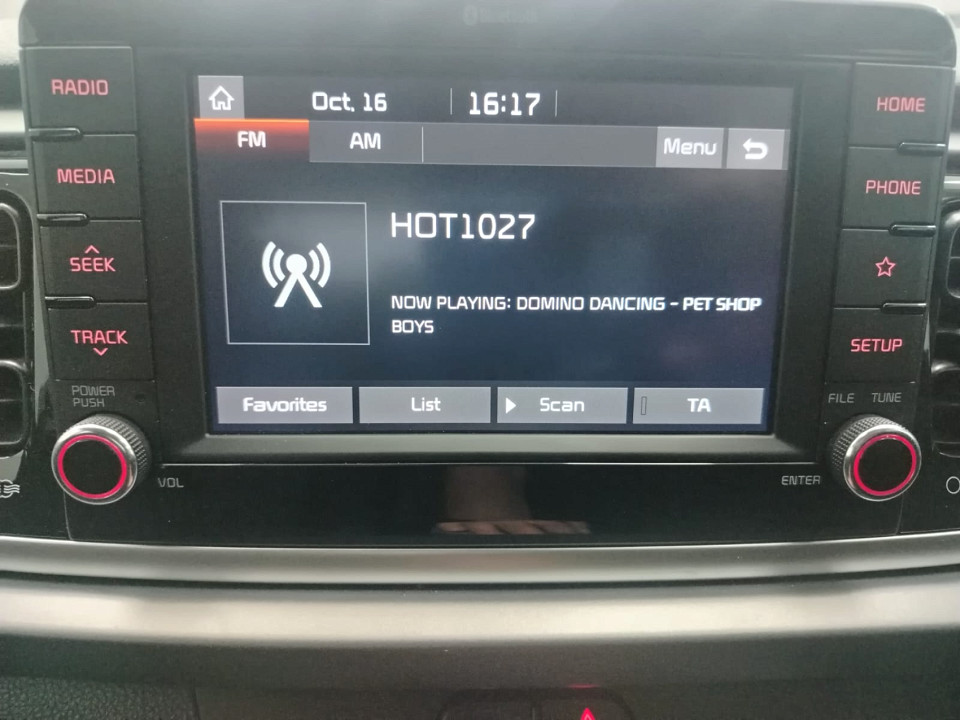 RADIO
MEDIA
SEEK
TRACK
POWER
PUSH
VOL
Oct. 16 16:17
FM AM Menu
HOT1027
NOW PLAYING: DOMINO DANCING - PET SHOP
BOYS
Favorites List Scan TA
HOME
PHONE
SETUP
FILE TUNE
ENTER